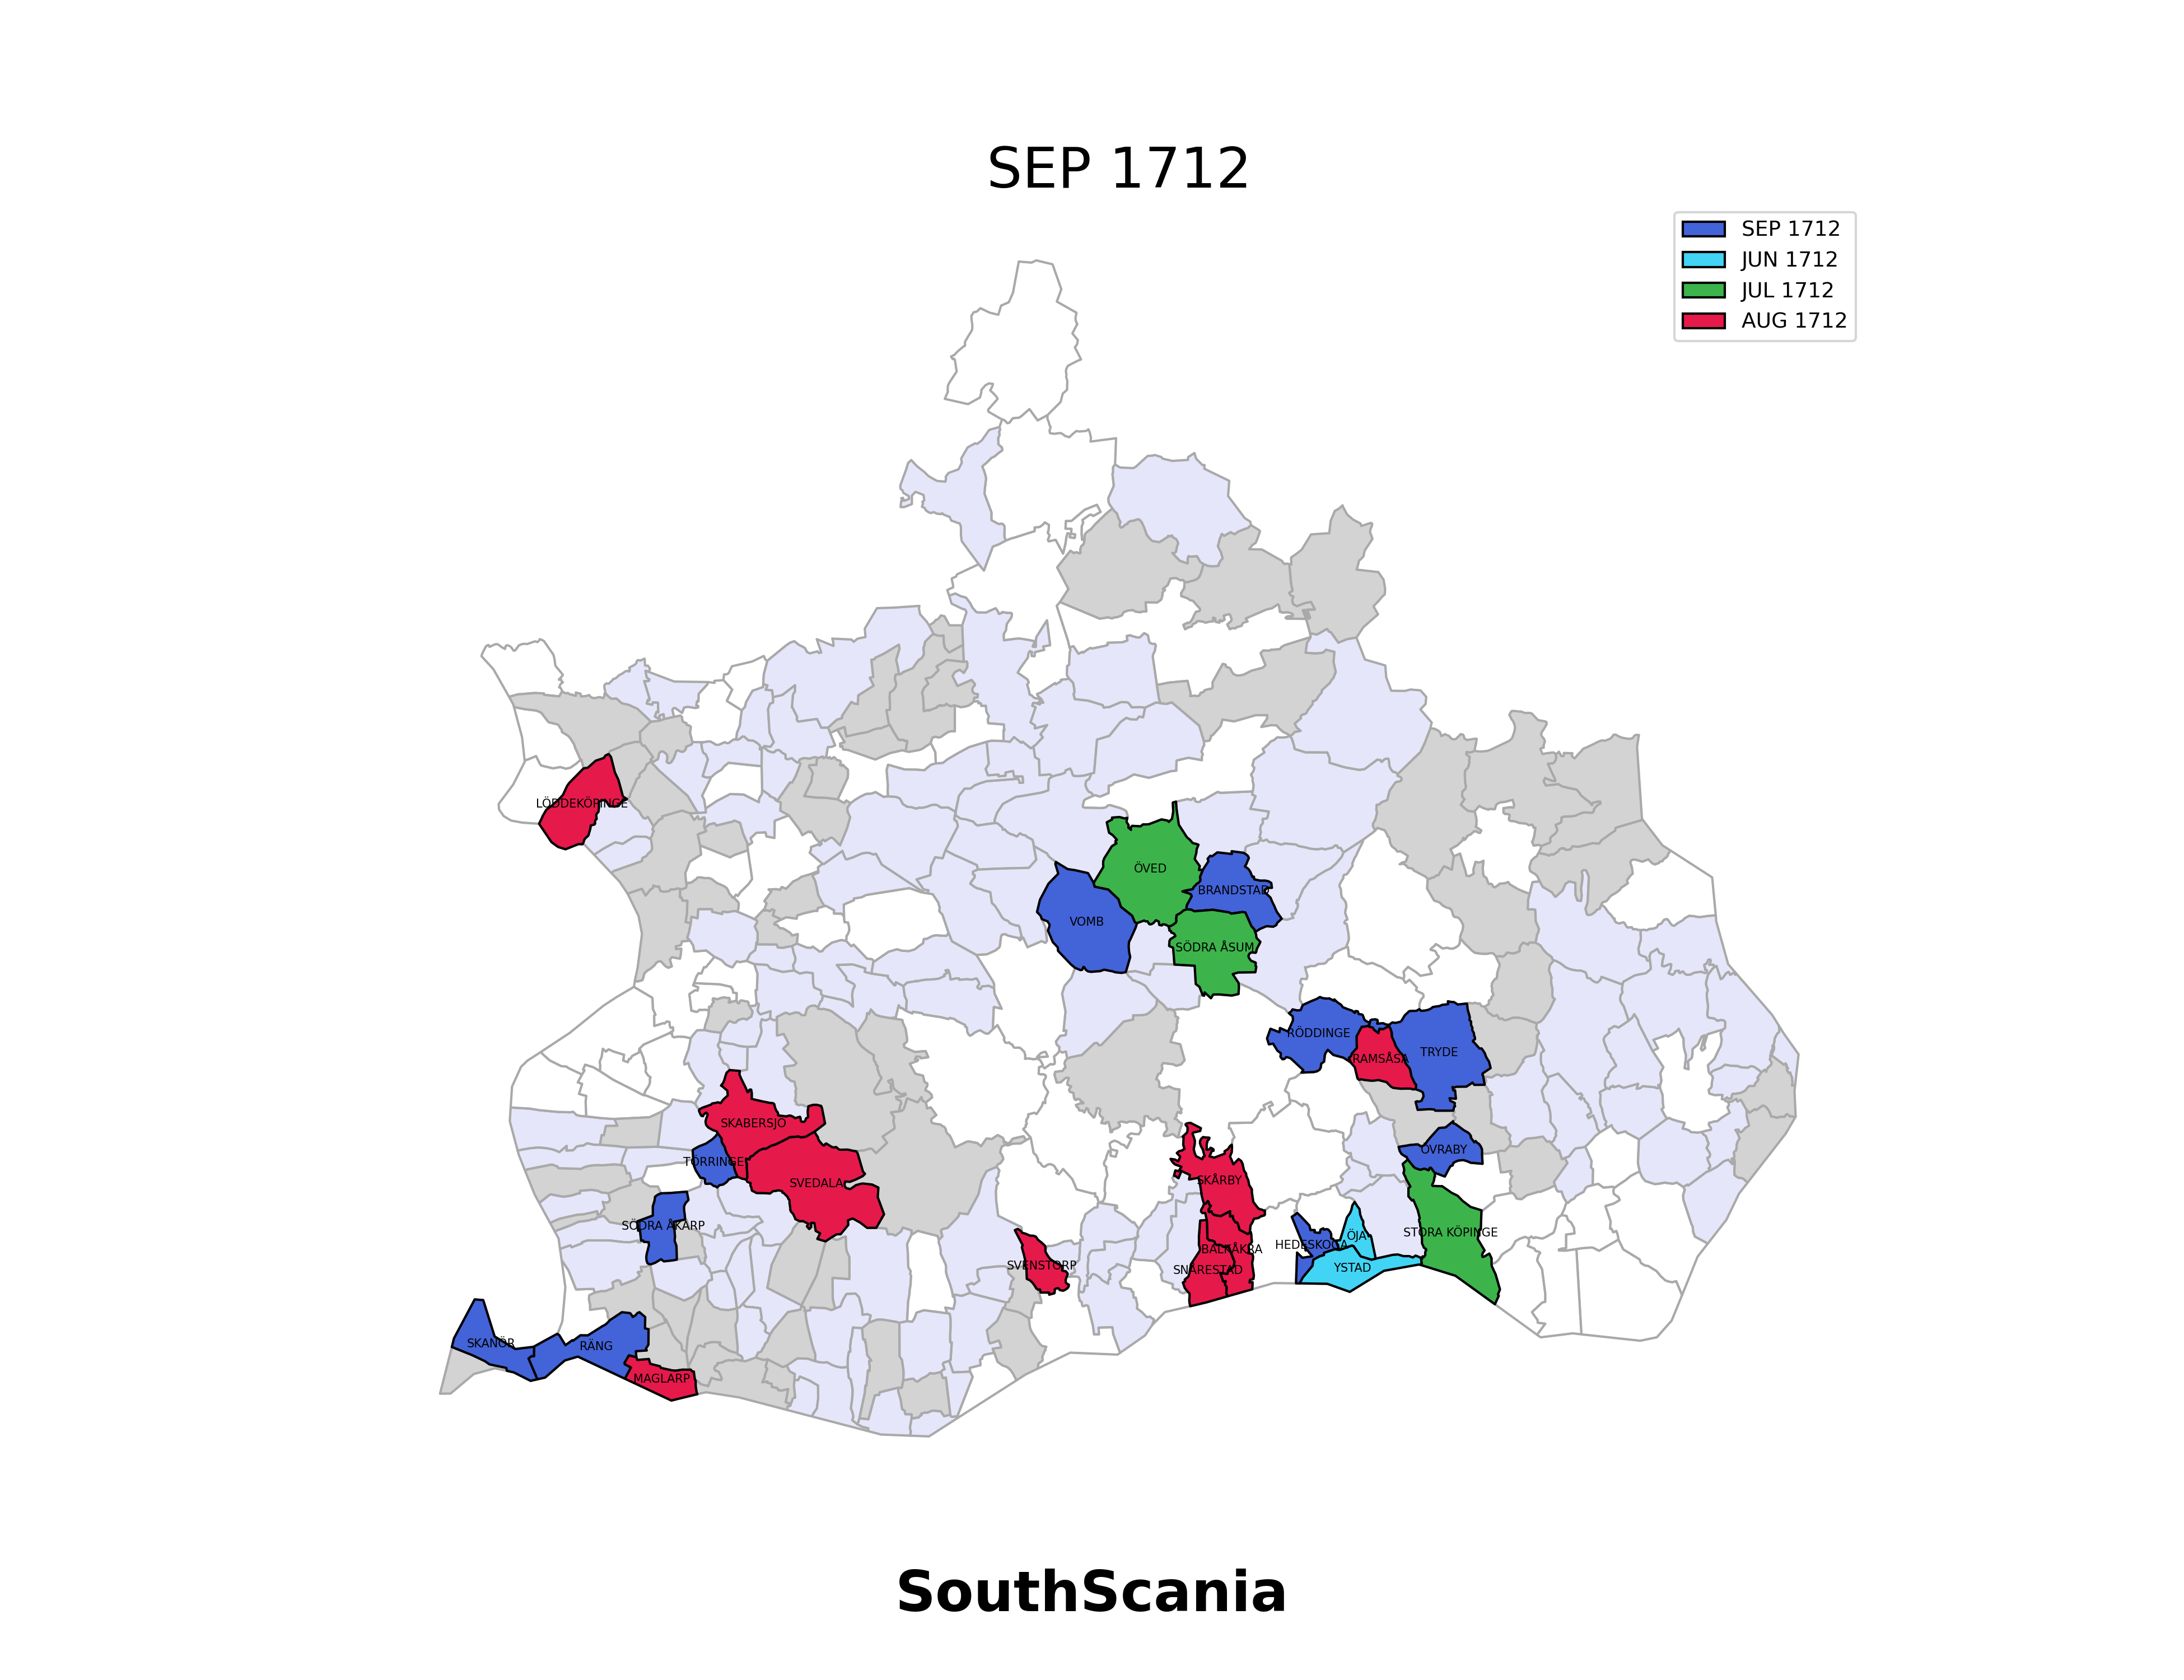 SEP 1712
SEP 1712
JUN 1712
JUL 1712
AUG 1712
LÖDDEKÖPINGE
ÖVED
BRANDSTAD
VOMB
SÖDRA ÅSUM
RÖDDINGE
RAMSÅSA
TRYDE
SKABERSJÖ
TÖRRINGE
SVEDALA
ÖVRABY
SKÅRBY
SÖDRA ÅKARP
STORA KÖPINGE
ÖJA
HEDESKOGA
BALKÅKRA
SVENSTORP
YSTAD
SNÅRESTAD
SKANÖR
RÄNG
MAGLARP
SouthScania